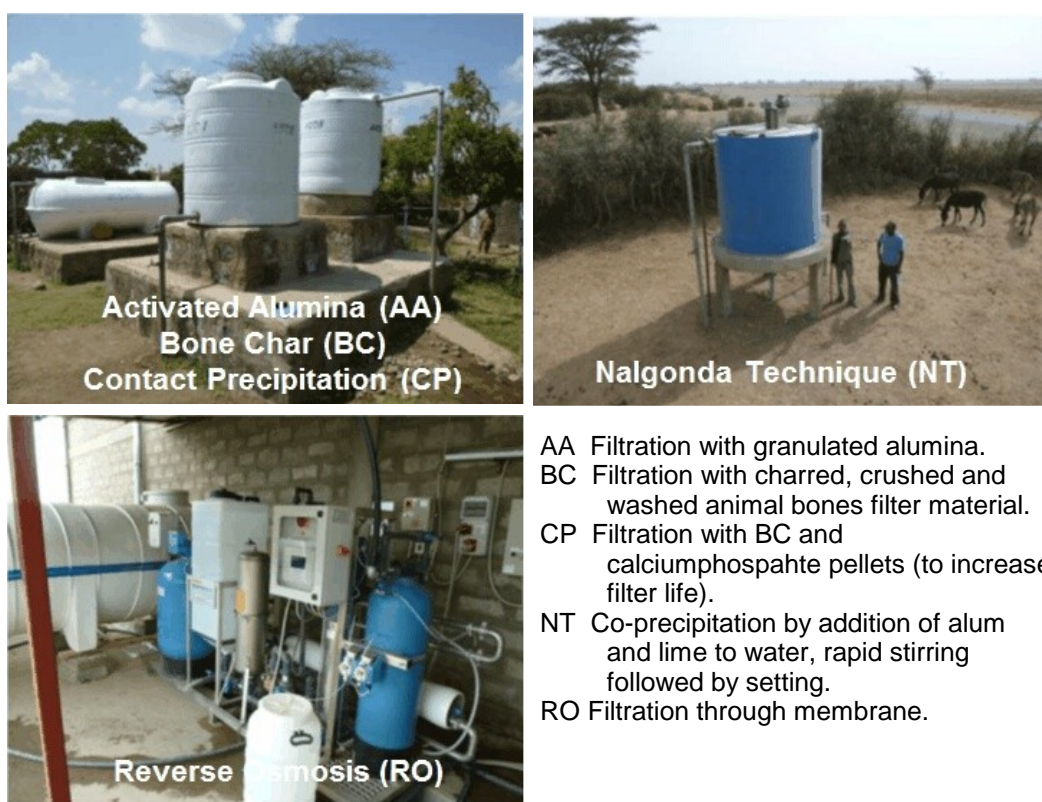 Activated Alumina (AA)
Bone Char (BC)
Contact Precipitation (CP)
Nalgonda Technique (NT)
Reverse Osmosis (RO)
AA Filtration with granulated alumina.
BC Filtration with charred, crushed and
washed animal bones filter material.
CP Filtration with BC and
calciumphospahte pellets (to increase
filter life).
NT Co-precipitation by addition of alum
and lime to water, rapid stirring
followed by setting.
RO Filtration through membrane.